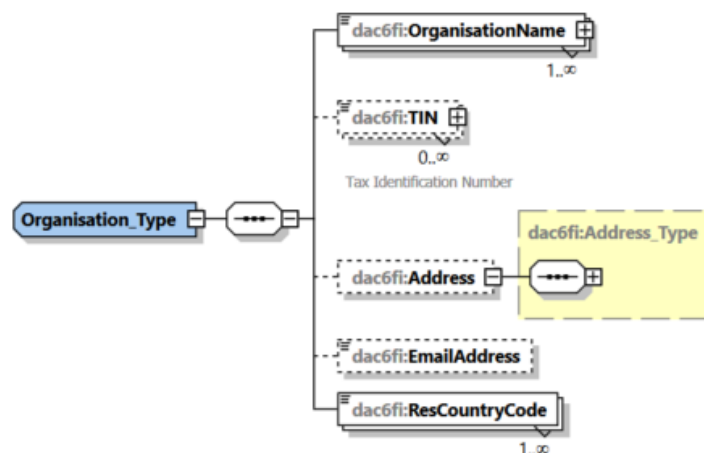 dac6fi:OrganisationName
1..∞
dac6fi:TIN
0..∞
Tax Identification Number
Organisation_Type
dac6fi:Address_Type
dac6fi:Address
dac6fi:EmailAddress
dac6fi:ResCountryCode
1..∞